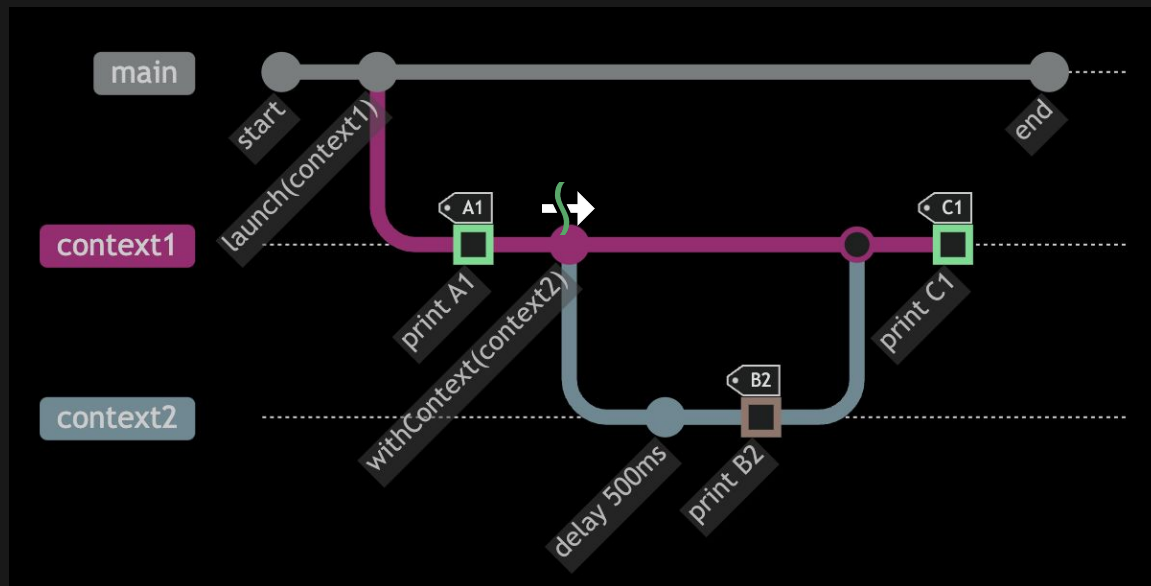 main
start
launch(context1)
end
context1
A1
print A1
withContext(context2)
C1
print C1
context2
delay 500ms
B2
print B2